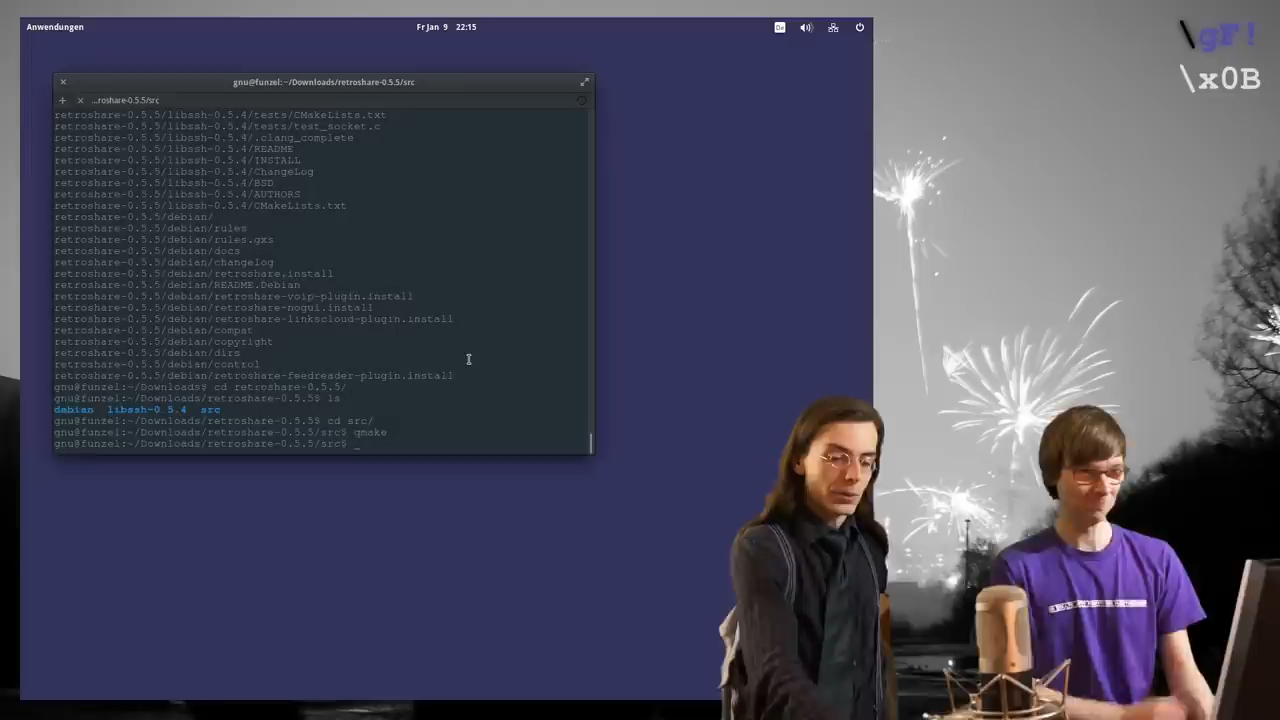 Anwendungen
Fr Jan 9 22:15
De
\gF!
\x0B
gnu@funzel: ~/Downloads/retroshare-0.5.5/src
...roshare-0.5.5/src
retroshare-0.5.5/libssh-0.5.4/tests/CMakeLists.txt
retroshare-0.5.5/libssh-0.5.4/tests/test_socket.c
retroshare-0.5.5/libssh-0.5.4/.clang_complete
retroshare-0.5.5/libssh-0.5.4/README
retroshare-0.5.5/libssh-0.5.4/INSTALL
retroshare-0.5.5/libssh-0.5.4/ChangeLog
retroshare-0.5.5/libssh-0.5.4/BSD
retroshare-0.5.5/libssh-0.5.4/AUTHORS
retroshare-0.5.5/libssh-0.5.4/CMakeLists.txt
retroshare-0.5.5/debian/
retroshare-0.5.5/debian/rules
retroshare-0.5.5/debian/rules.gxs
retroshare-0.5.5/debian/docs
retroshare-0.5.5/debian/changelog
retroshare-0.5.5/debian/retroshare.install
retroshare-0.5.5/debian/README.Debian
retroshare-0.5.5/debian/retroshare-voip-plugin.install
retroshare-0.5.5/debian/retroshare-nogui.install
retroshare-0.5.5/debian/retroshare-linkscloud-plugin.install
retroshare-0.5.5/debian/compat
retroshare-0.5.5/debian/copyright
retroshare-0.5.5/debian/dirs
retroshare-0.5.5/debian/control
retroshare-0.5.5/debian/retroshare-feedreader-plugin.install
gnu@funzel:~/Downloads$ cd retroshare-0.5.5/
gnu@funzel:~/Downloads/retroshare-0.5.5$ ls
debian libssh-0.5.4 src
gnu@funzel:~/Downloads/retroshare-0.5.5$ cd src/
gnu@funzel:~/Downloads/retroshare-0.5.5/src$ qmake
gnu@funzel:~/Downloads/retroshare-0.5.5/src$ _